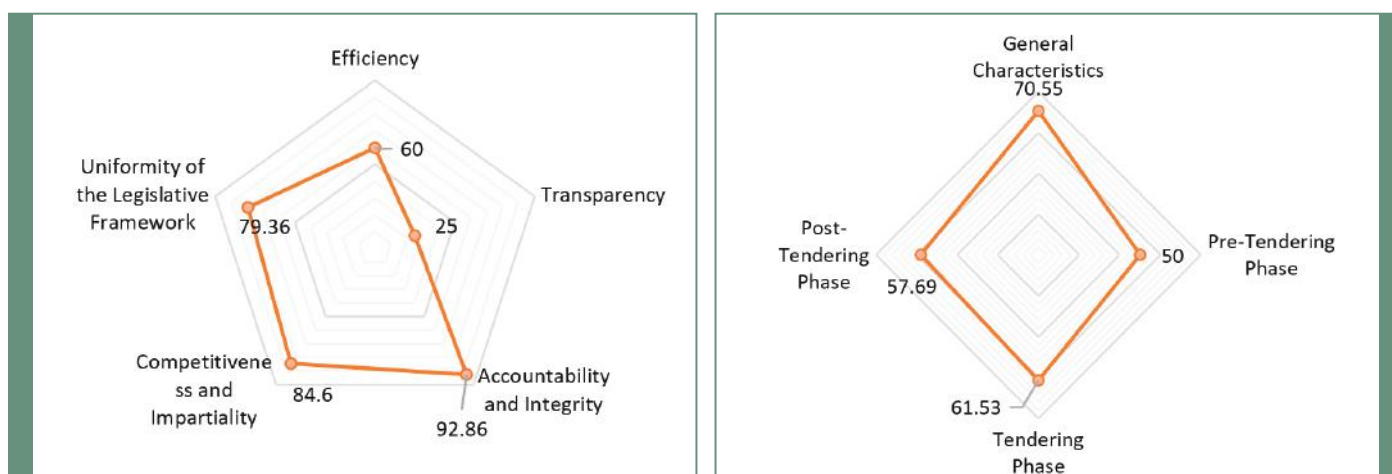 Efficiency
60
Transparency
25
Uniformity of
the Legislative
Framework
79.36
Competitivene
ss and
Impartiality
84.6
Accountability
and Integrity
92.86
General
Characteristics
70.55
Pre-Tendering
Phase
50
Post-
Tendering
Phase
57.69
61.53
Tendering
Phase